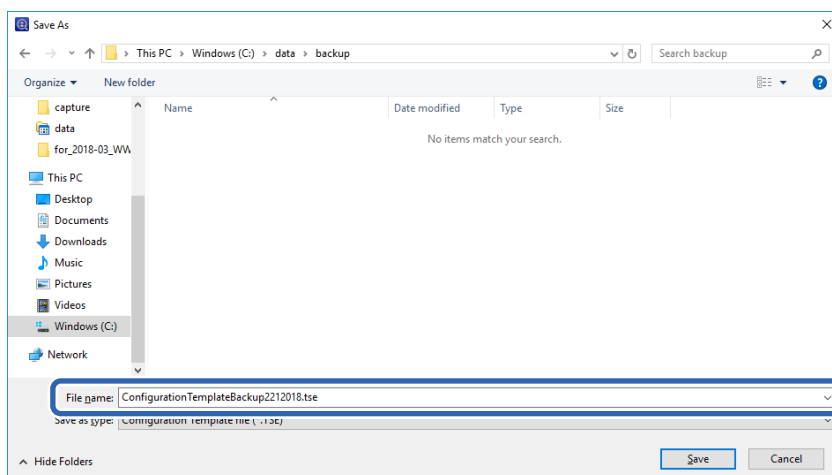 Save As
This PC > Windows (C:) > data > backup
Search backup
Organize
New folder
Name
Date modified
Type
Size
No items match your search.
capture
data
for_2018-03_WW
This PC
Desktop
Documents
Downloads
Music
Pictures
Videos
Windows (C:)
Network
File name: ConfigurationTemplateBackup2212018.tse
Save as type: Configuration Template file (*.TSE)
Hide Folders
Save
Cancel